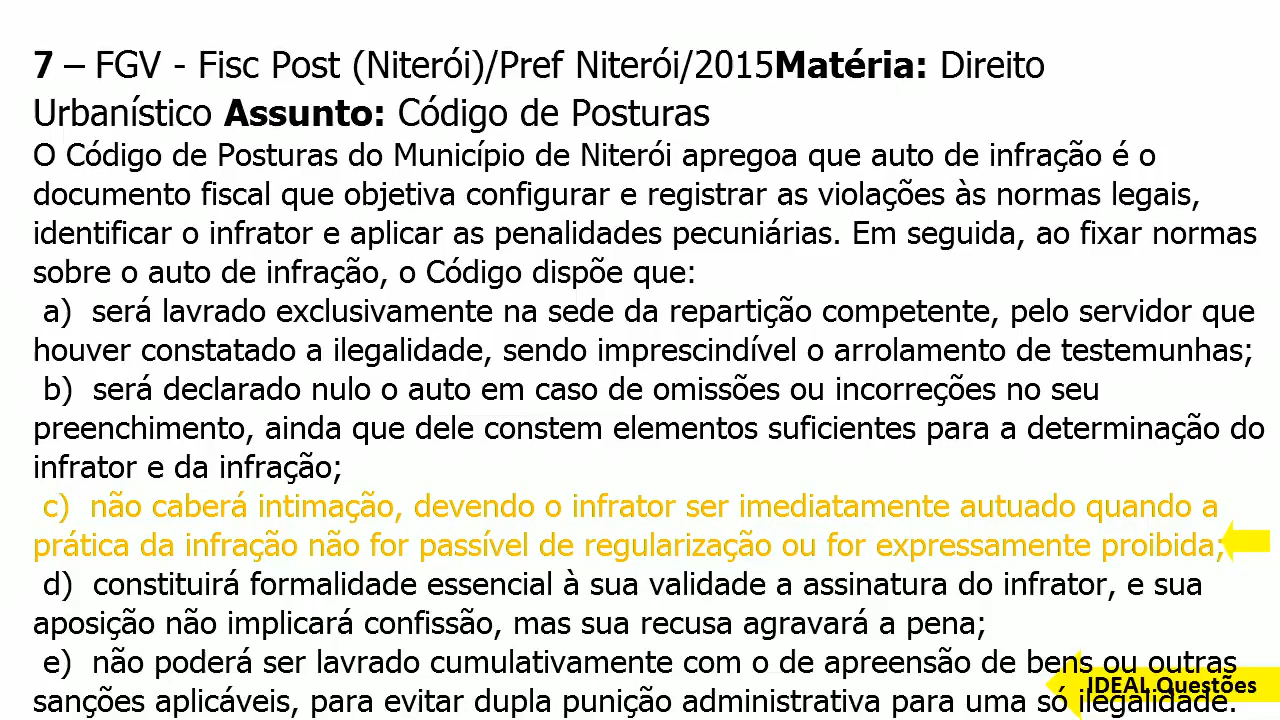 7 – FGV - Fisc Post (Niterói)/Pref Niterói/2015Matéria: Direito
Urbanístico Assunto: Código de Posturas
O Código de Posturas do Município de Niterói apregoa que auto de infração é o
documento fiscal que objetiva configurar e registrar as violações às normas legais,
identificar o infrator e aplicar as penalidades pecuniárias. Em seguida, ao fixar normas
sobre o auto de infração, o Código dispõe que:
a) será lavrado exclusivamente na sede da repartição competente, pelo servidor que
houver constatado a ilegalidade, sendo imprescindível o arrolamento de testemunhas;
b) será declarado nulo o auto em caso de omissões ou incorreções no seu
preenchimento, ainda que dele constem elementos suficientes para a determinação do
infrator e da infração;
c) não caberá intimação, devendo o infrator ser imediatamente autuado quando a
prática da infração não for passível de regularização ou for expressamente proibida;
d) constituirá formalidade essencial à sua validade a assinatura do infrator, e sua
aposição não implicará confissão, mas sua recusa agravará a pena;
e) não poderá ser lavrado cumulativamente com o de apreensão de bens ou outras
sanções aplicáveis, para evitar dupla punição administrativa para uma só ilegalidade.
IDEAL Questões